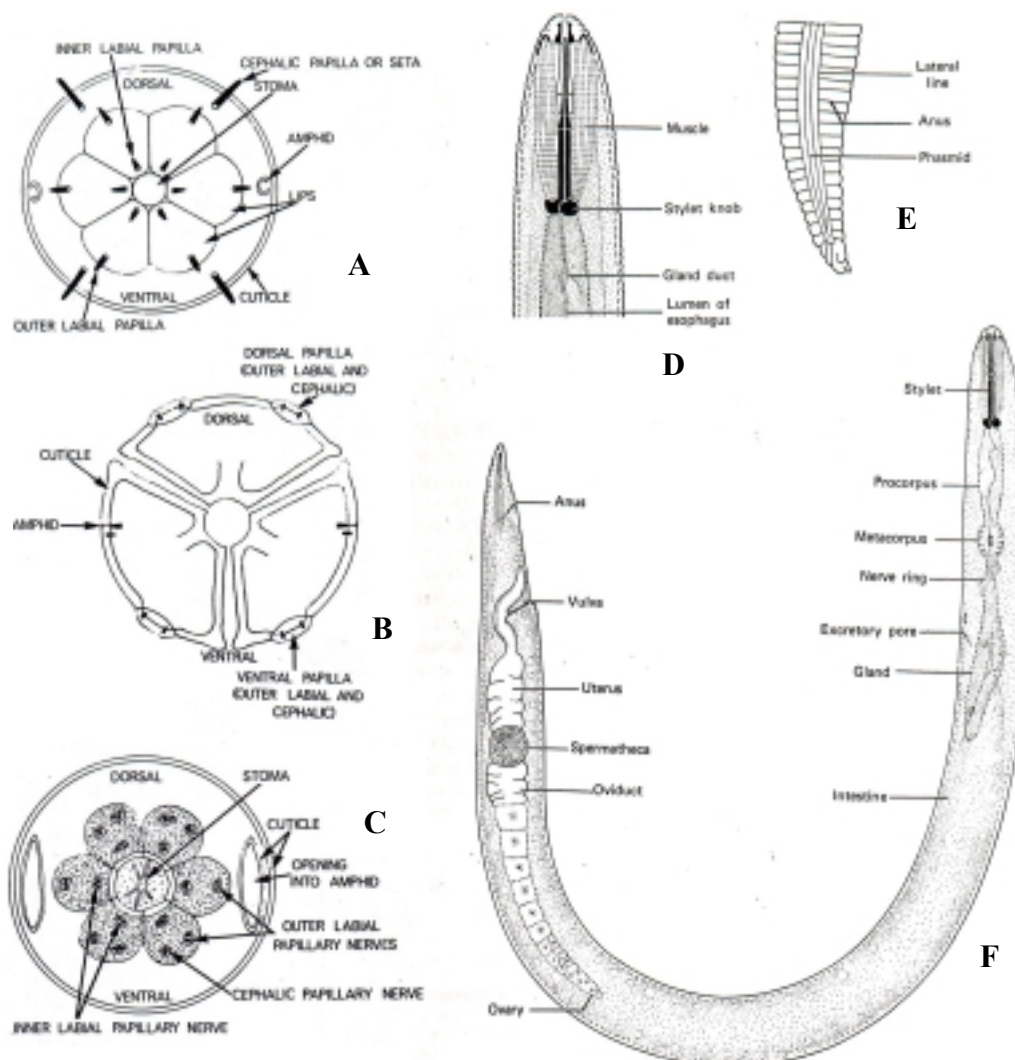 INNER LABIAL PAPILLA
CEPHALIC PAPILLA OR SETA
DORSAL
STOMA
AMPHID
LIPS
A
VENTRAL
CUTICLE
OUTER LABIAL PAPILLA
DORSAL PAPILLA
(OUTER LABIAL AND
CEPHALIC)
DORSAL
CUTICLE
AMPHID
B
VENTRAL
VENTRAL PAPILLA
(OUTER LABIAL AND
CEPHALIC)
DORSAL
STOMA
C
CUTICLE
OPENING
INTO AMPHID
OUTER LABIAL
PAPILLARY NERVES
CEPHALIC PAPILLARY NERVE
VENTRAL
INNER LABIAL PAPILLARY NERVE
Muscle
Stylet knob
Gland duct
Lumen of
esophagus
D
Lateral
line
Anus
Phasmid
E
Stylet
Procorpus
Metacorpus
Nerve ring
Excretory pore
Gland
Intestine
Anus
Vulva
Uterus
Spermatheca
Oviduct
Ovary
F